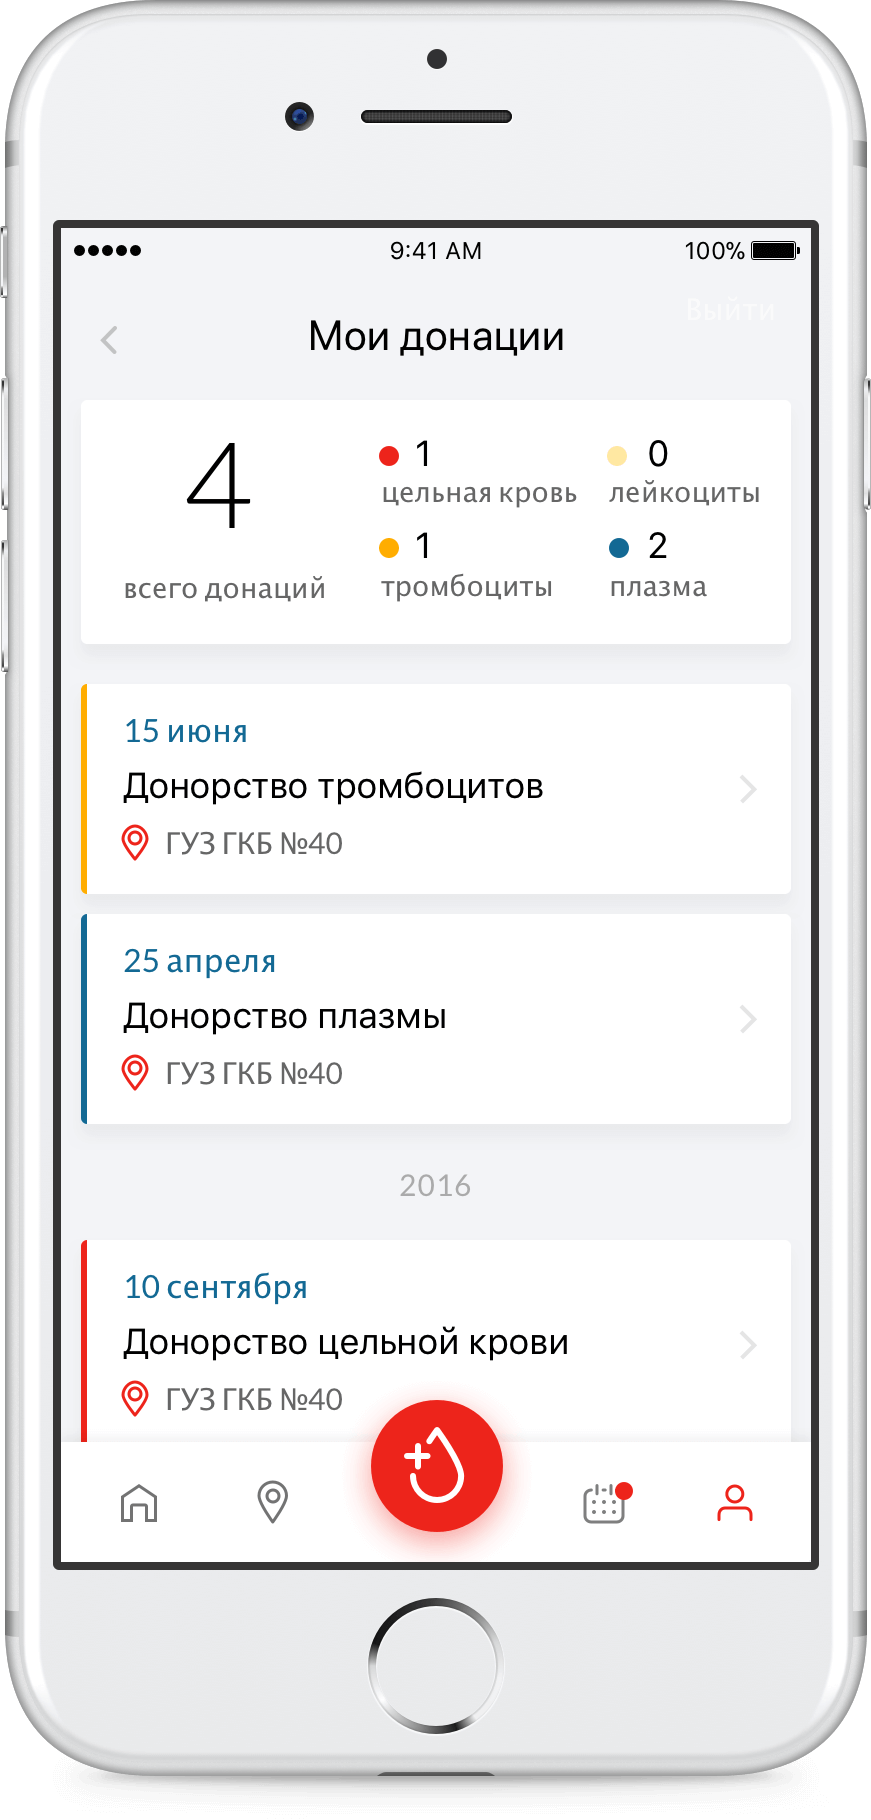 9:41 AM 100%
Выйти
Мои донации
4
всего донаций
1
цельная кровь
0
лейкоциты
1
тромбоциты
2
плазма
15 июня
Донорство тромбоцитов
ГУЗ ГКБ №40
25 апреля
Донорство плазмы
ГУЗ ГКБ №40
2016
10 сентября
Донорство цельной крови
ГУЗ ГКБ №40